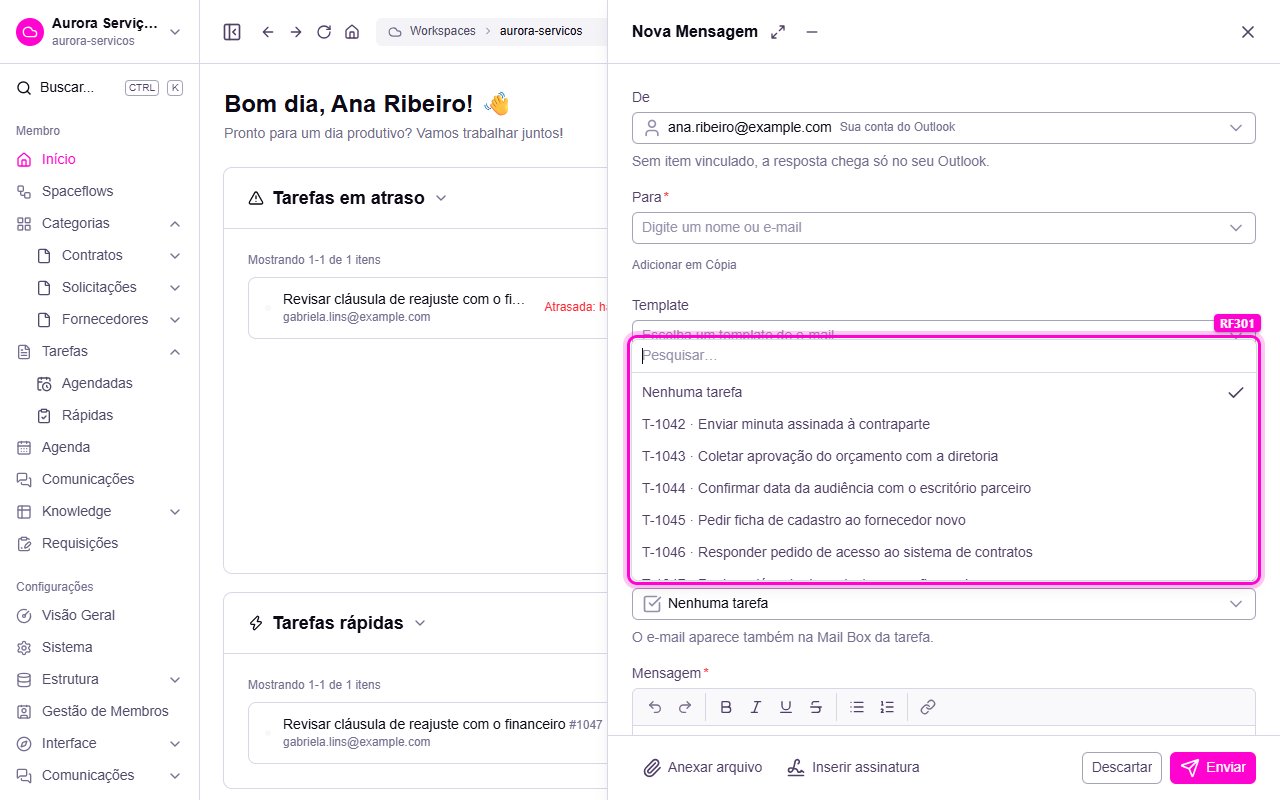 Aurora Serviç...
aurora-servicos
Buscar...
CTRL
K
Membro
Início
Spaceflows
Categorias
Contratos
Solicitações
Fornecedores
Tarefas
Agendadas
Rápidas
Agenda
Comunicações
Knowledge
Requisições
Configurações
Visão Geral
Sistema
Estrutura
Gestão de Membros
Interface
Comunicações
Workspaces
aurora-servicos
Bom dia, Ana Ribeiro!
Pronto para um dia produtivo? Vamos trabalhar juntos!
Tarefas em atraso
Mostrando 1-1 de 1 itens
Revisar cláusula de reajuste com o fi...
gabriela.lins@example.com
Atrasada: há
Tarefas rápidas
Mostrando 1-1 de 1 itens
Revisar cláusula de reajuste com o financeiro #1047
gabriela.lins@example.com
Nova Mensagem
De
ana.ribeiro@example.com Sua conta do Outlook
Sem item vinculado, a resposta chega só no seu Outlook.
Para*
Digite um nome ou e-mail
Adicionar em Cópia
Template
Escolha um template de e-mail
RF301
Pesquisar...
Nenhuma tarefa
T-1042 · Enviar minuta assinada à contraparte
T-1043 · Coletar aprovação do orçamento com a diretoria
T-1044 · Confirmar data da audiência com o escritório parceiro
T-1045 · Pedir ficha de cadastro ao fornecedor novo
T-1046 · Responder pedido de acesso ao sistema de contratos
Nenhuma tarefa
O e-mail aparece também na Mail Box da tarefa.
Mensagem*
Anexar arquivo
Inserir assinatura
Descartar
Enviar